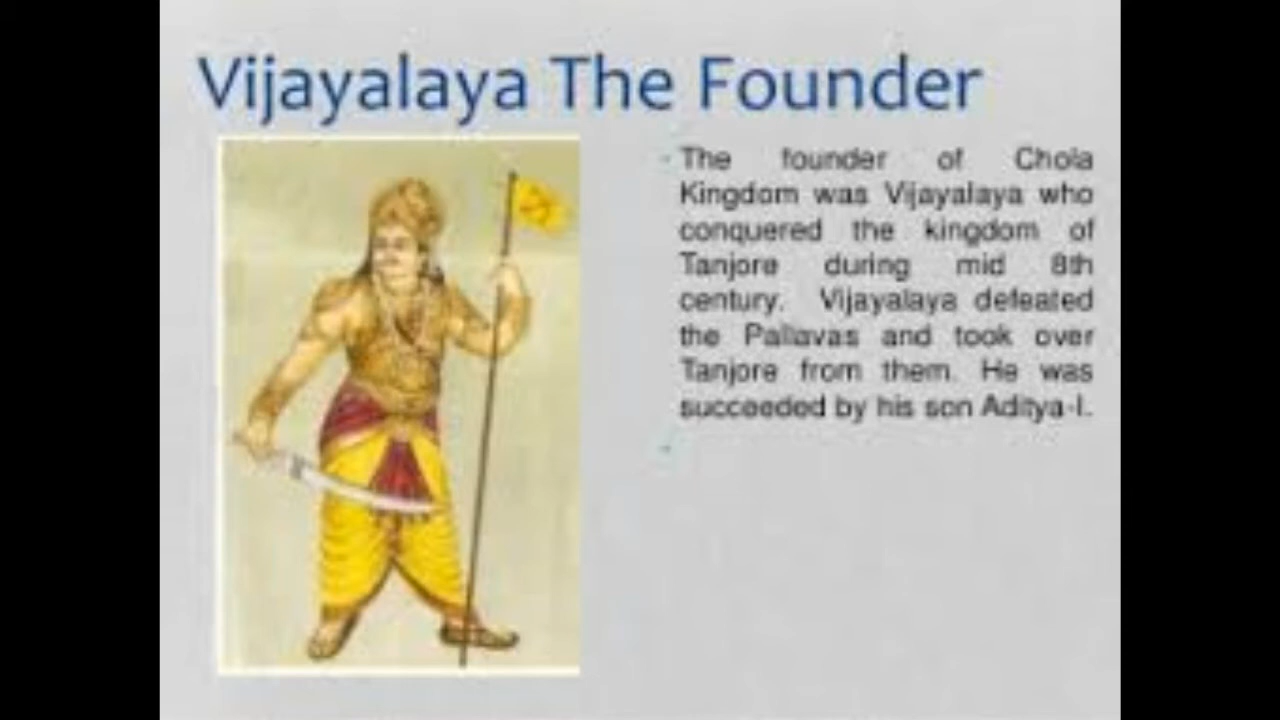 Vijayalaya The Founder
The founder of Chola
Kingdom was Vijayalaya who
conquered the kingdom of
Tanjore during mid 8th
century. Vijayalaya defeated
the Pallavas and took over
Tanjore from them. He was
succeeded by his son Aditya-I.